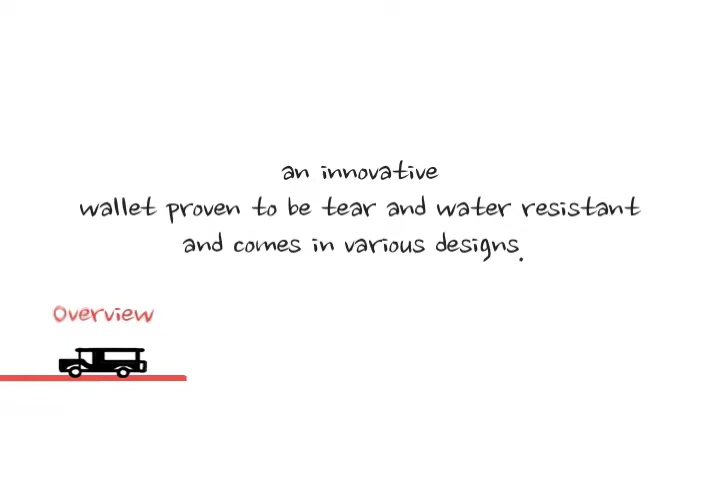 an innovative
wallet proven to be tear and water resistant
and comes in various designs.
Overview